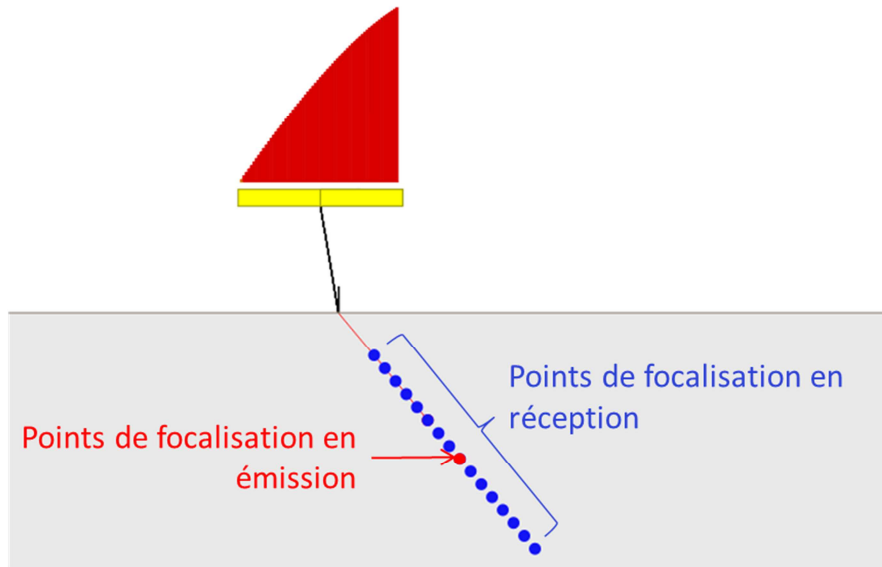 Points de focalisation en
réception
Points de focalisation en
émission